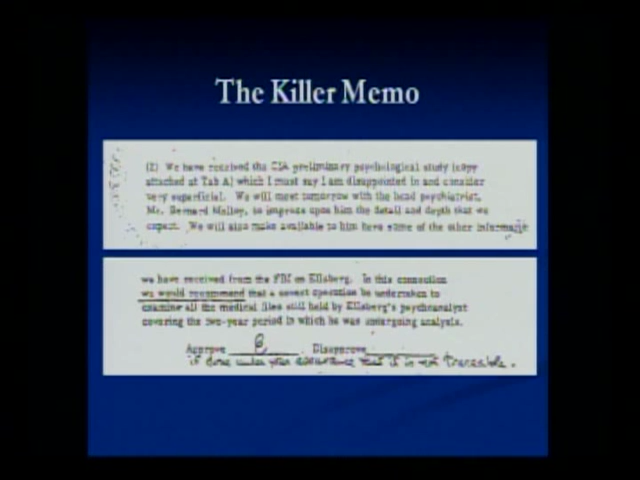 The Killer Memo
(2) We have received the CIA preliminary psychological study (copy
attached at Tab A) which I must say I am disappointed in and consider
very superficial. We will meet tomorrow with the head psychiatrist,
Mr. Bernard Malloy, to impress upon him the detail and depth that we
expect. We will also make available to him here some of the other information
we have received from the FBI on Ellsberg. In this connection
we would recommend that a covert operation be undertaken to
examine all the medical files still held by Ellsberg's psychoanalyst
covering the two-year period in which he was undergoing analysis.
Approve E Disapprove
if done under your assurance that it is not traceable.